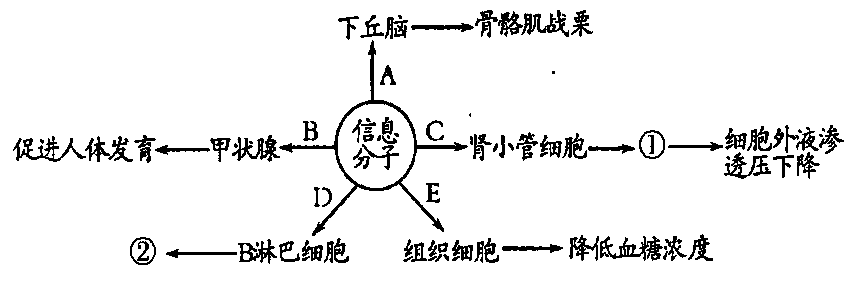 下丘脑 骨骼肌战栗
A
促进人体发育 甲状腺 B 信息分子 C 肾小管细胞 ① 细胞外液渗透压下降
D E
② B淋巴细胞 组织细胞 降低血糖浓度